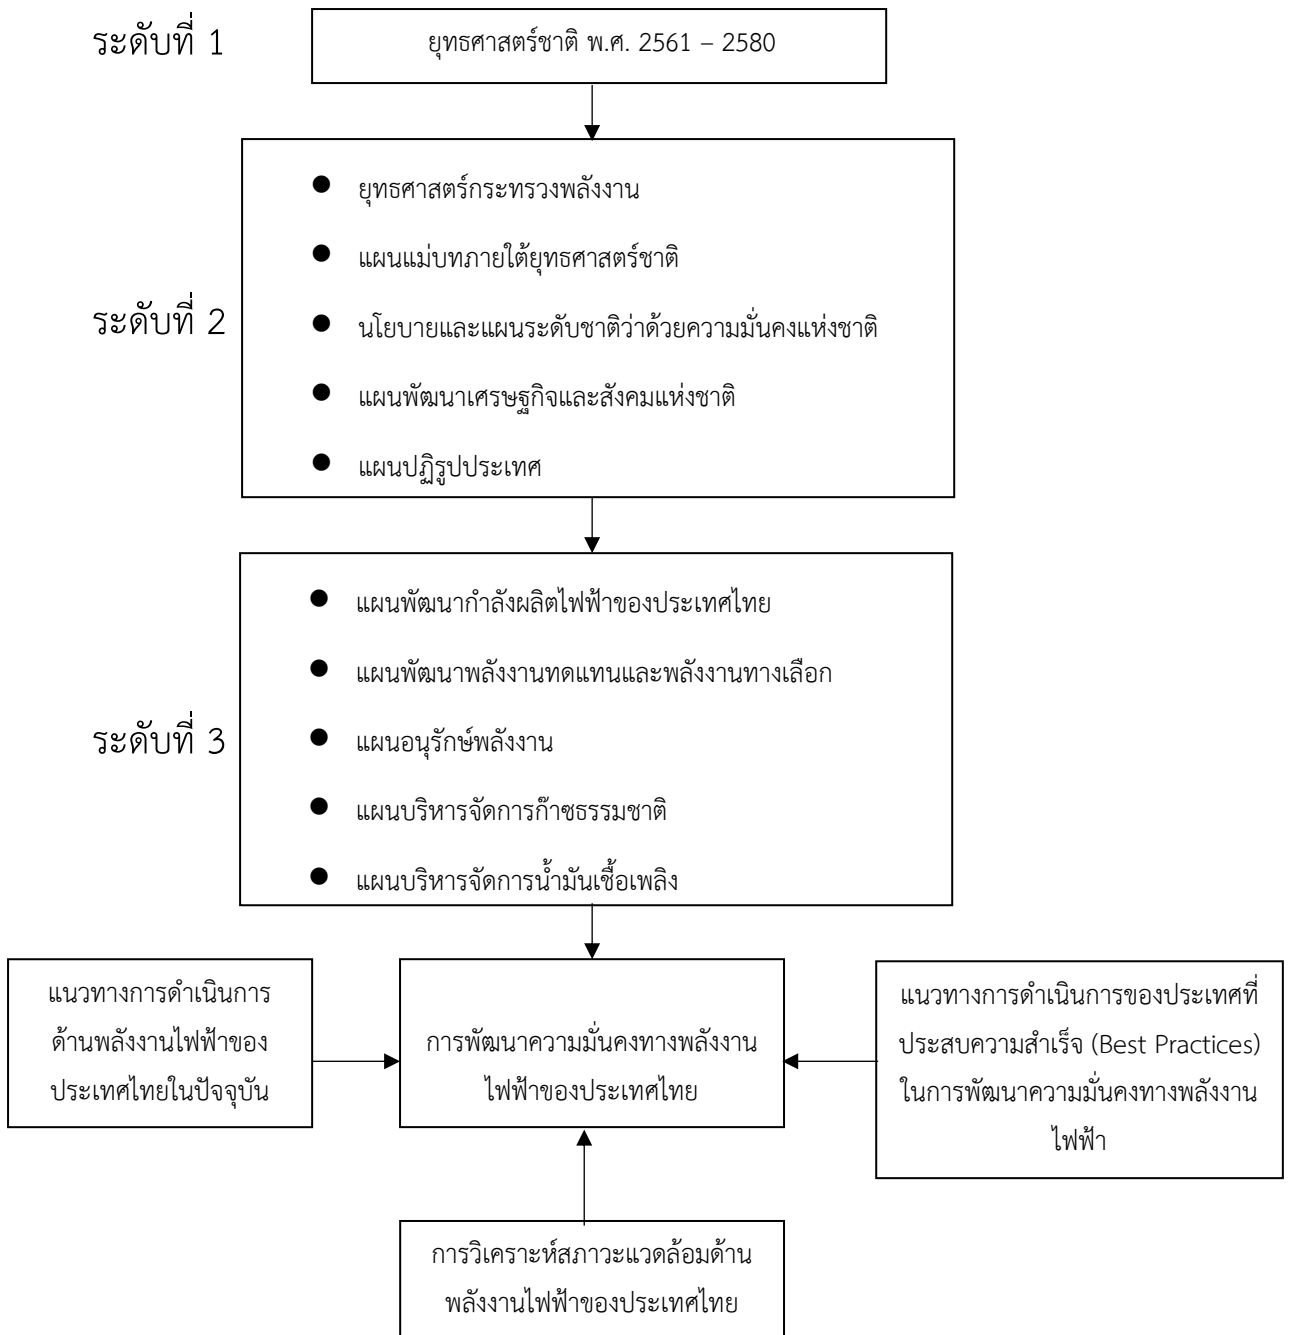 ระดับที่ 1
ยุทธศาสตร์ชาติ พ.ศ. 2561 – 2580
ระดับที่ 2
● ยุทธศาสตร์กระทรวงพลังงาน
● แผนแม่บทภายใต้ยุทธศาสตร์ชาติ
● นโยบายและแผนระดับชาติว่าด้วยความมั่นคงแห่งชาติ
● แผนพัฒนาเศรษฐกิจและสังคมแห่งชาติ
● แผนปฏิรูปประเทศ
ระดับที่ 3
● แผนพัฒนากำลังผลิตไฟฟ้าของประเทศไทย
● แผนพัฒนาพลังงานทดแทนและพลังงานทางเลือก
● แผนอนุรักษ์พลังงาน
● แผนบริหารจัดการก๊าซธรรมชาติ
● แผนบริหารจัดการน้ำมันเชื้อเพลิง
แนวทางการดำเนินการ
ด้านพลังงานไฟฟ้าของ
ประเทศไทยในปัจจุบัน
การพัฒนาความมั่นคงทางพลังงาน
ไฟฟ้าของประเทศไทย
แนวทางการดำเนินการของประเทศที่
ประสบความสำเร็จ (Best Practices)
ในการพัฒนาความมั่นคงทางพลังงาน
ไฟฟ้า
การวิเคราะห์สภาวะแวดล้อมด้าน
พลังงานไฟฟ้าของประเทศไทย